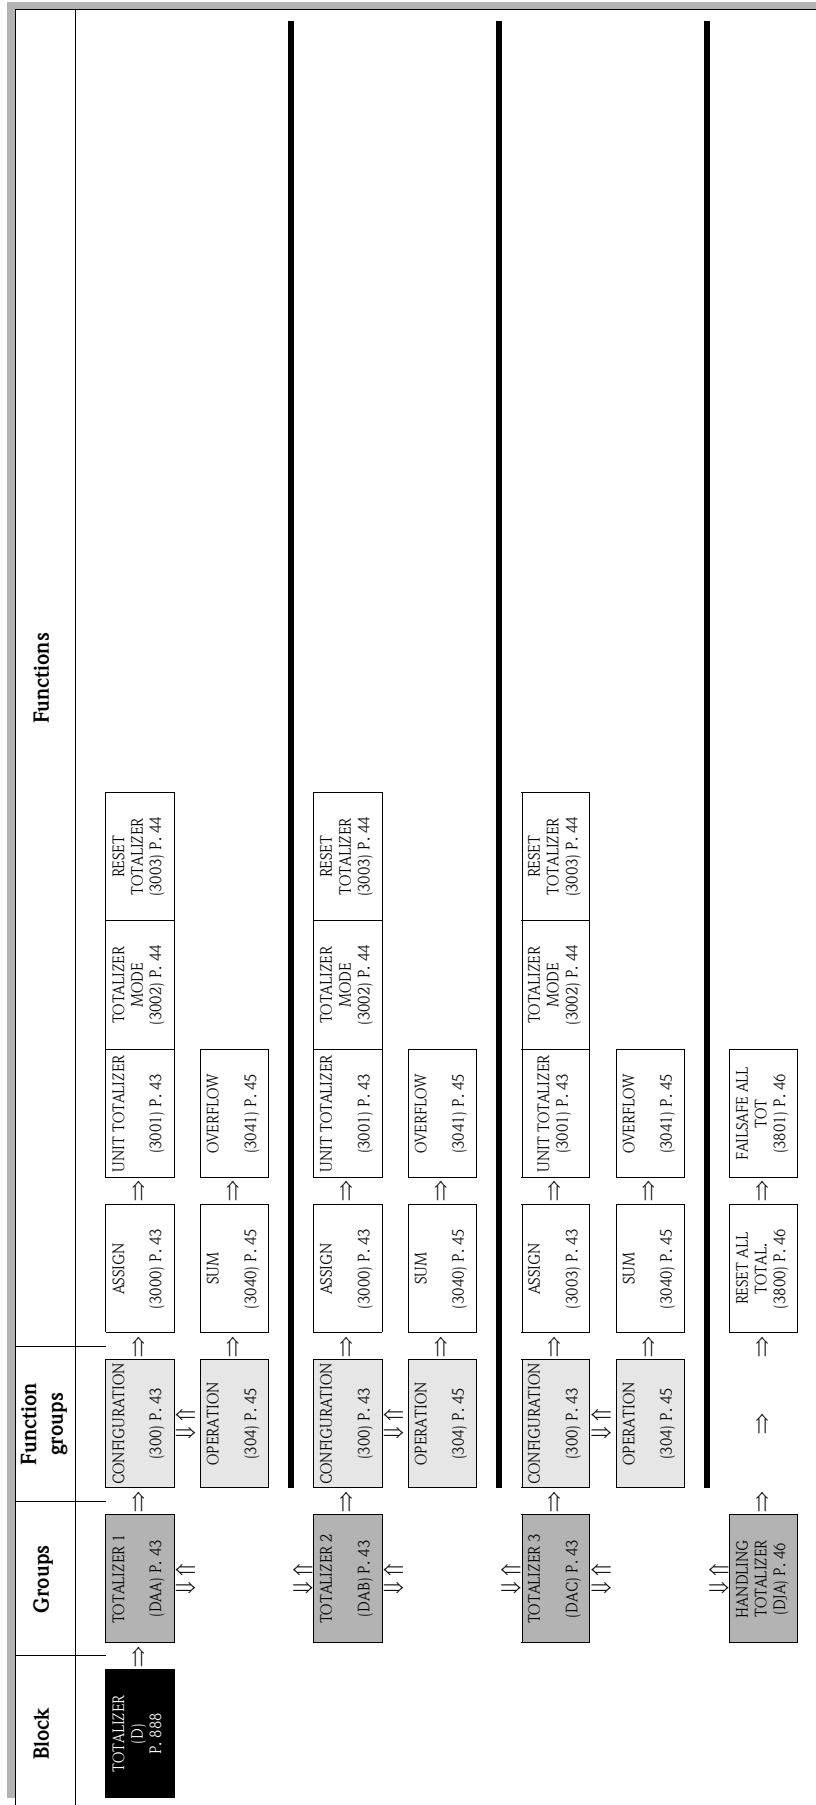 Block
Groups
Function
groups
Functions
TOTALIZER
(D)
P. 888
⇒
TOTALIZER 1
(DAA) P. 43
⇒
CONFIGURATION
(300) P. 43
⇒
ASSIGN
(3000) P. 43
⇒
UNIT TOTALIZER
(3001) P. 43
TOTALIZER
MODE
(3002) P. 44
RESET
TOTALIZER
(3003) P. 44
⇓⇑
⇓⇑
OPERATION
(304) P. 45
⇒
SUM
(3040) P. 45
⇒
OVERFLOW
(3041) P. 45
⇓⇑
TOTALIZER 2
(DAB) P. 43
⇒
CONFIGURATION
(300) P. 43
⇒
ASSIGN
(3000) P. 43
⇒
UNIT TOTALIZER
(3001) P. 43
TOTALIZER
MODE
(3002) P. 44
RESET
TOTALIZER
(3003) P. 44
⇓⇑
⇓⇑
OPERATION
(304) P. 45
⇒
SUM
(3040) P. 45
⇒
OVERFLOW
(3041) P. 45
⇓⇑
TOTALIZER 3
(DAC) P. 43
⇒
CONFIGURATION
(300) P. 43
⇒
ASSIGN
(3003) P. 43
⇒
UNIT TOTALIZER
(3001) P. 43
TOTALIZER
MODE
(3002) P. 44
RESET
TOTALIZER
(3003) P. 44
⇓⇑
⇓⇑
OPERATION
(304) P. 45
⇒
SUM
(3040) P. 45
⇒
OVERFLOW
(3041) P. 45
⇓⇑
HANDLING
TOTALIZER
(DJA) P. 46
⇒
⇒
⇒
RESET ALL
TOTAL.
(3800) P. 46
⇒
FAILSAFE ALL
TOT
(3801) P. 46